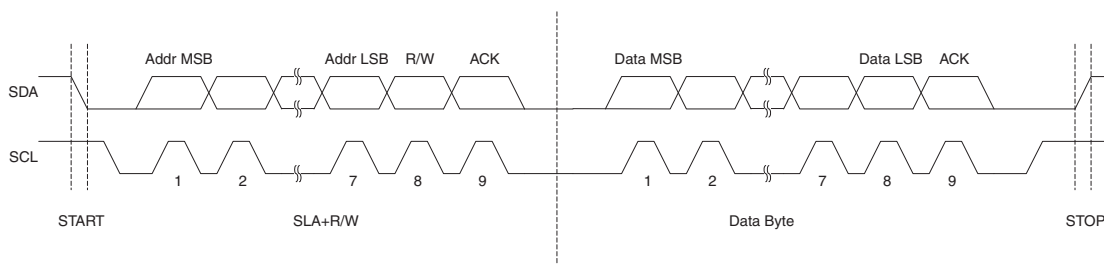 Addr MSB Addr LSB R/W ACK Data MSB Data LSB ACK
SDA
SCL
1 2 7 8 9 1 2 7 8 9
START SLA+R/W Data Byte STOP